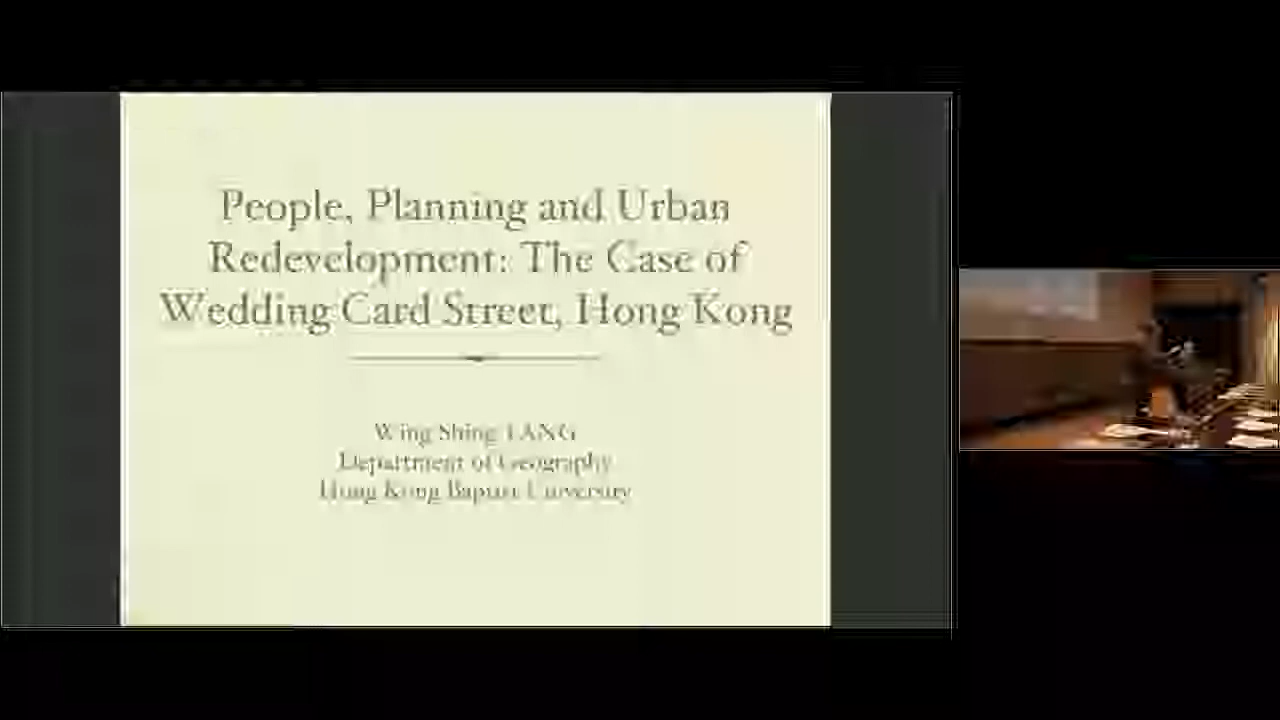 People, Planning and Urban
Redevelopment: The Case of
Wedding Card Street, Hong Kong
Wing Shing TANG
Department of Geography
Hong Kong Baptist University